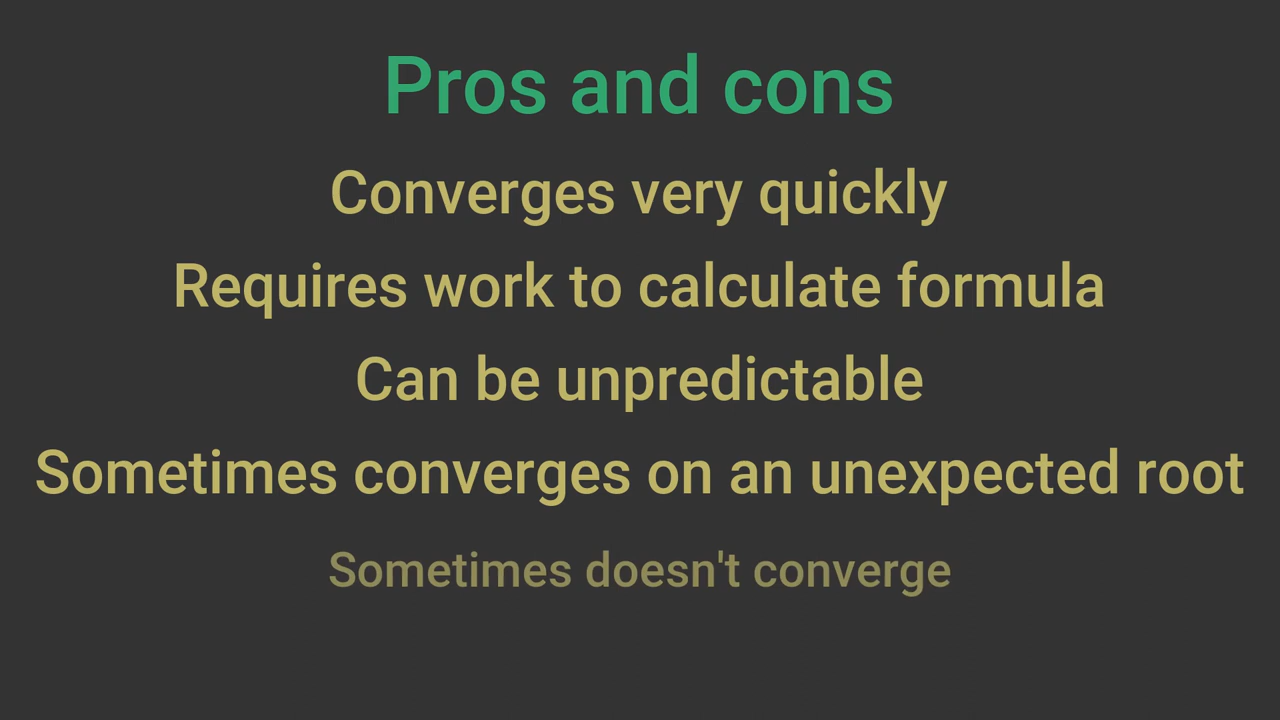 Pros and cons
Converges very quickly
Requires work to calculate formula
Can be unpredictable
Sometimes converges on an unexpected root
Sometimes doesn't converge